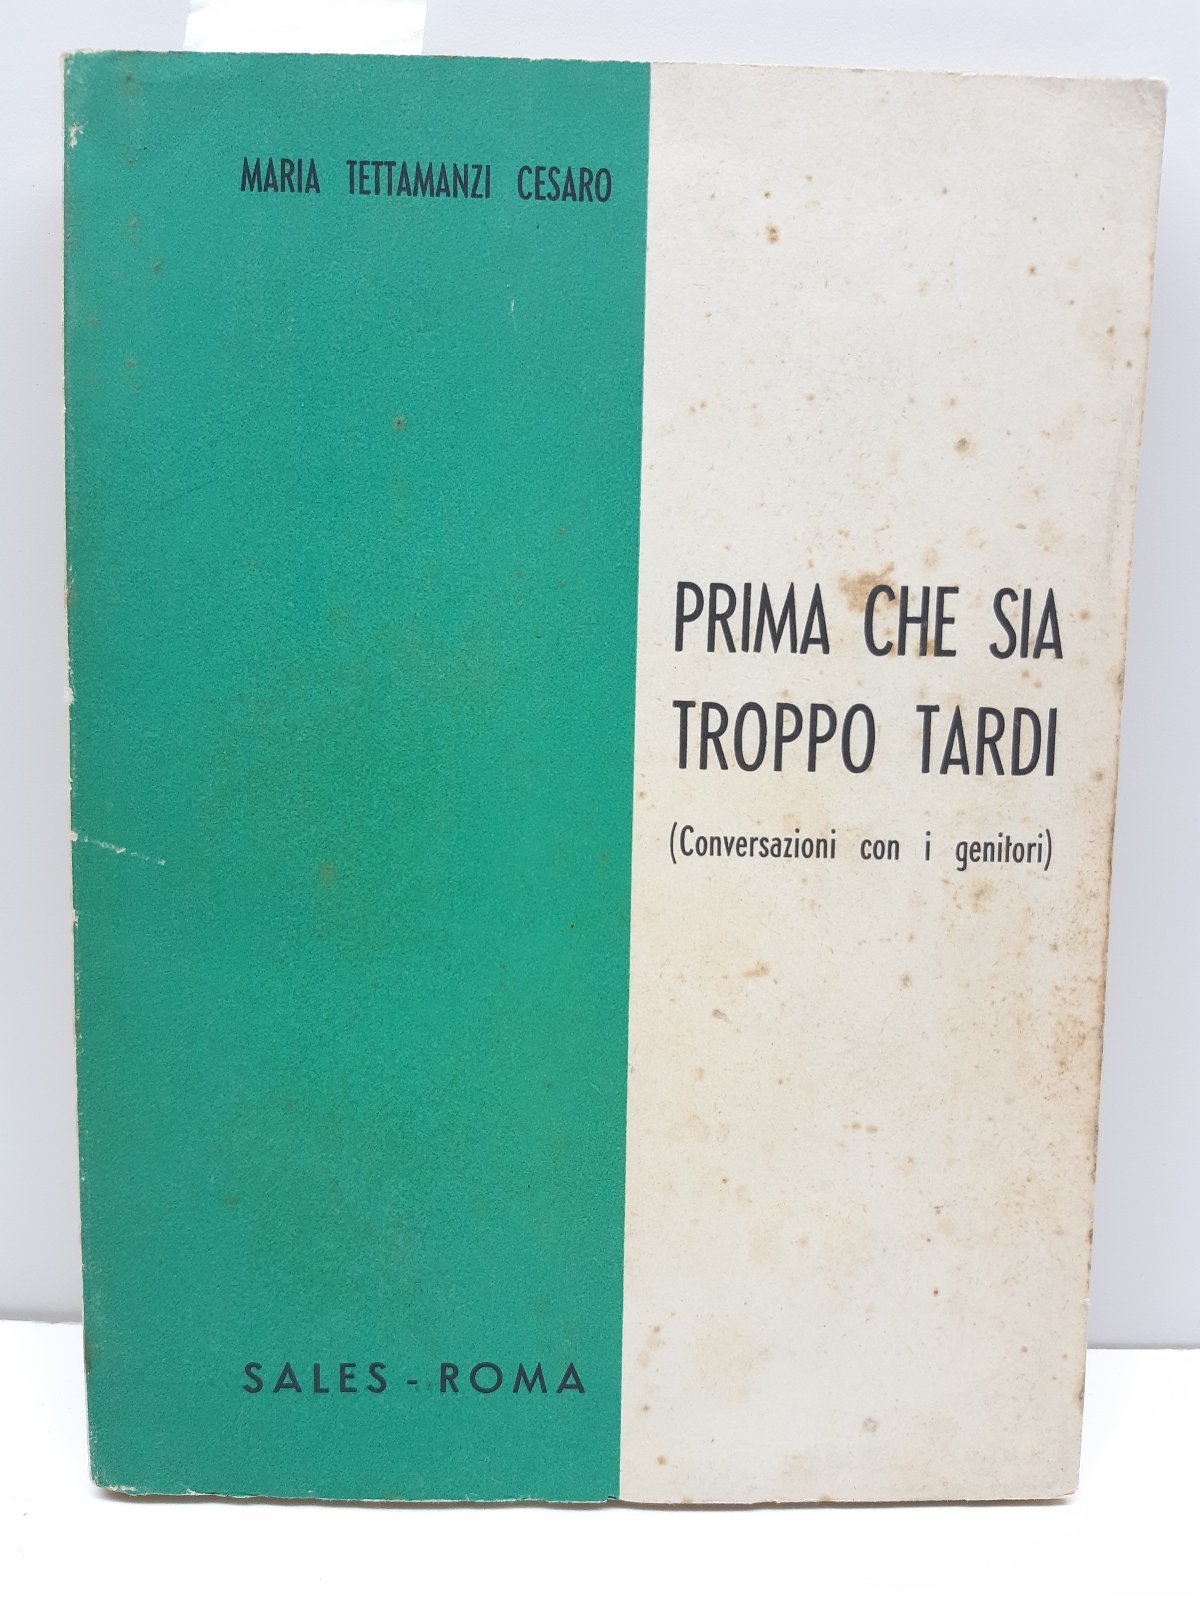 MARIA TETTAMANZI CESARO
PRIMA CHE SIA
TROPPO TARDI
(Conversazioni con i genitori)
SALES - ROMA